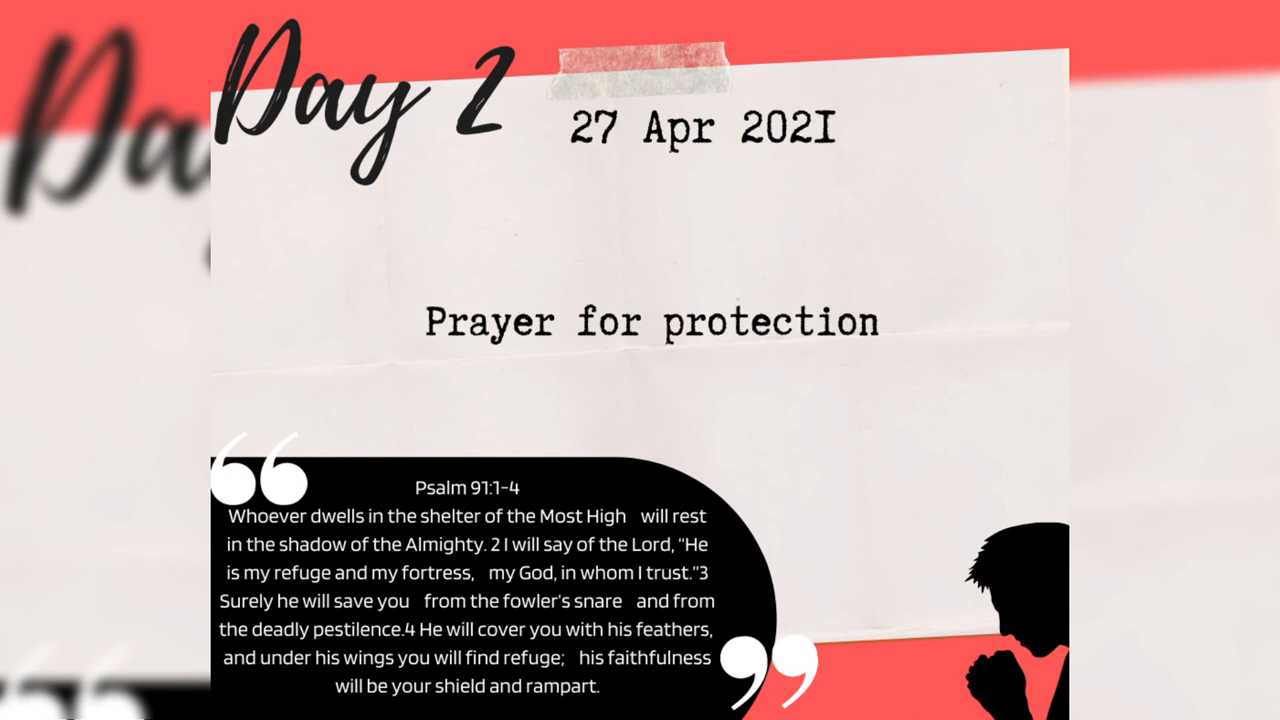 Day 2
27 Apr 2021
Prayer for protection
Psalm 91:1-4
Whoever dwells in the shelter of the Most High will rest
in the shadow of the Almighty. 2 I will say of the Lord, “He
is my refuge and my fortress, my God, in whom I trust.”3
Surely he will save you from the fowler’s snare and from
the deadly pestilence.4 He will cover you with his feathers,
and under his wings you will find refuge; his faithfulness
will be your shield and rampart.